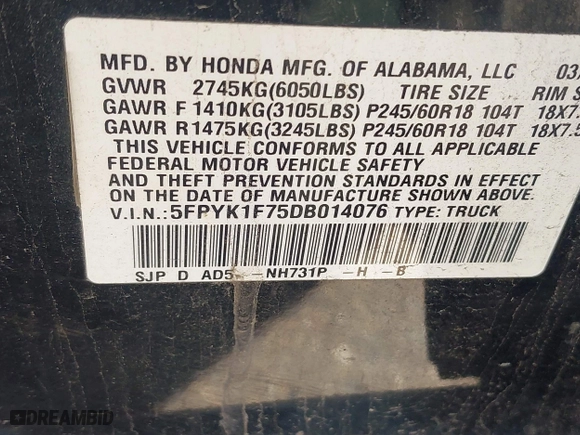 MFD. BY HONDA MFG. OF ALABAMA, LLC 03
GVWR 2745KG(6050LBS) TIRE SIZE RIM S
GAWR F 1410KG(3105LBS) P245/60R18 104T 18X7.
GAWR R 1475KG(3245LBS) P245/60R18 104T 18X7.5
THIS VEHICLE CONFORMS TO ALL APPLICABLE
FEDERAL MOTOR VEHICLE SAFETY
AND THEFT PREVENTION STANDARDS IN EFFECT
ON THE DATE OF MANUFACTURE SHOWN ABOVE.
V.I.N.:5FPYK1F75DB014076 TYPE: TRUCK
SJP D AD5 -NH731P -H -B
DREAMBID